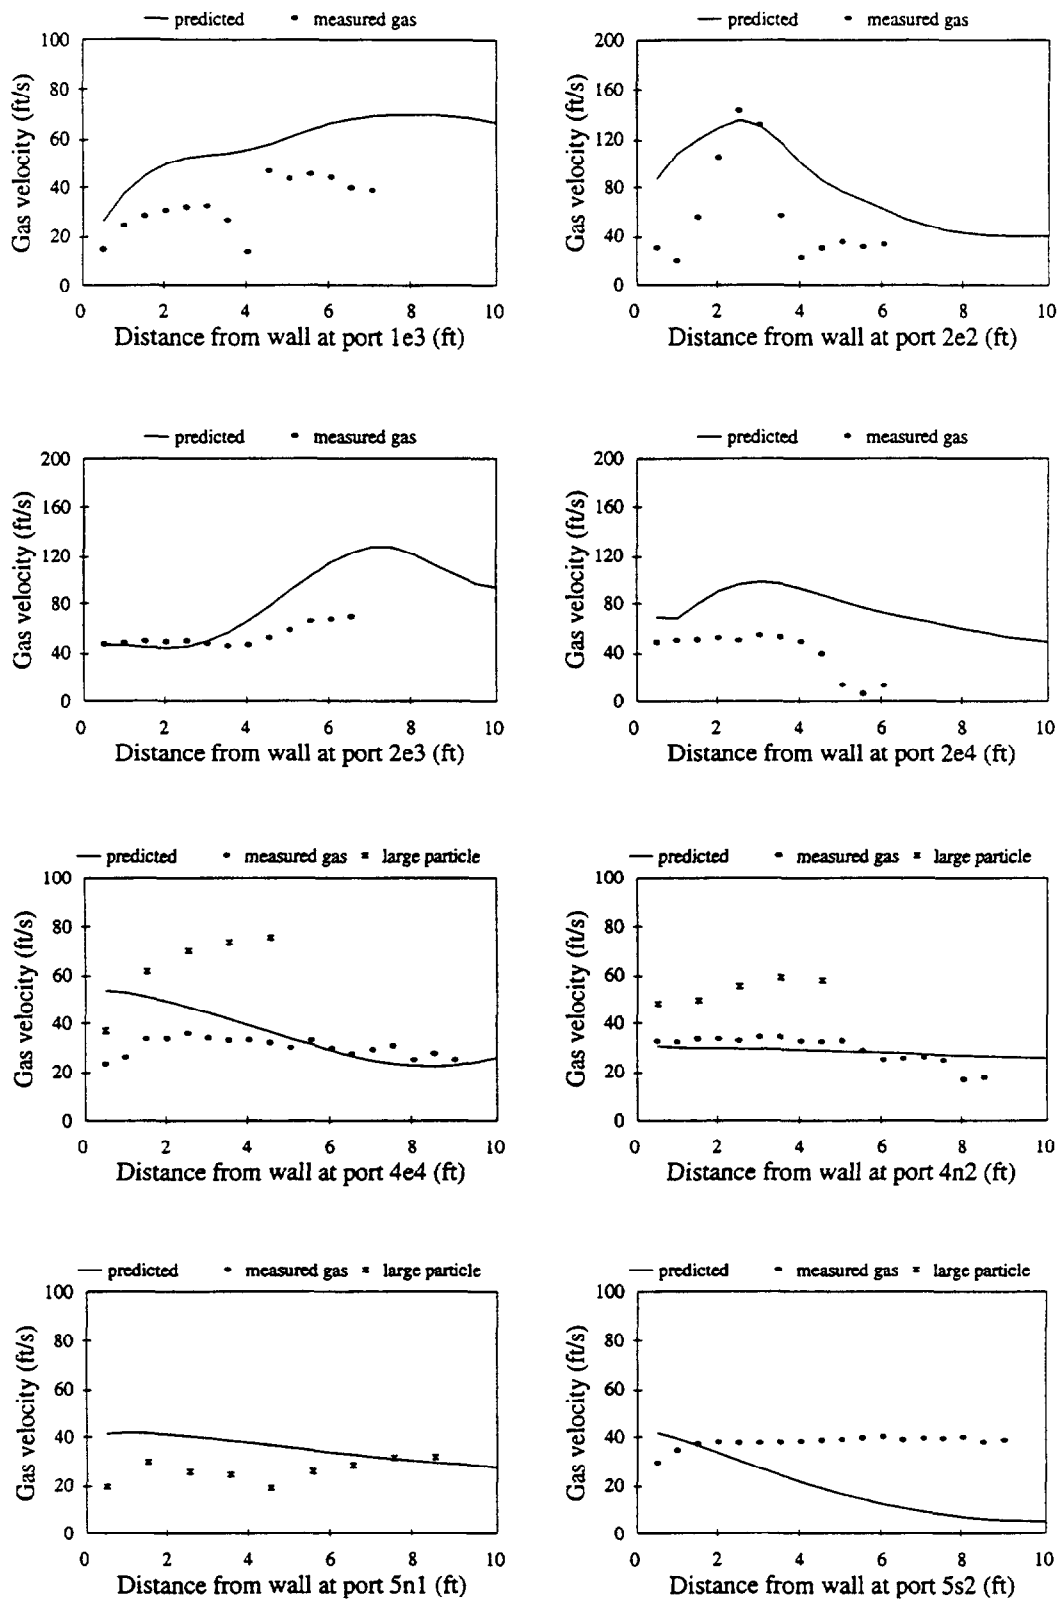 predicted measured gas
100
80
60
40
20
0
0 2 4 6 8 10
Gas velocity (ft/s)
Distance from wall at port 1e3 (ft)
predicted measured gas
200
160
120
80
40
0
0 2 4 6 8 10
Gas velocity (ft/s)
Distance from wall at port 2e2 (ft)
predicted measured gas
200
160
120
80
40
0
0 2 4 6 8 10
Gas velocity (ft/s)
Distance from wall at port 2e3 (ft)
predicted measured gas
200
160
120
80
40
0
0 2 4 6 8 10
Gas velocity (ft/s)
Distance from wall at port 2e4 (ft)
predicted measured gas large particle
100
80
60
40
20
0
0 2 4 6 8 10
Gas velocity (ft/s)
Distance from wall at port 4e4 (ft)
predicted measured gas large particle
100
80
60
40
20
0
0 2 4 6 8 10
Gas velocity (ft/s)
Distance from wall at port 4n2 (ft)
predicted measured gas large particle
100
80
60
40
20
0
0 2 4 6 8 10
Gas velocity (ft/s)
Distance from wall at port 5n1 (ft)
predicted measured gas large particle
100
80
60
40
20
0
0 2 4 6 8 10
Gas velocity (ft/s)
Distance from wall at port 5s2 (ft)